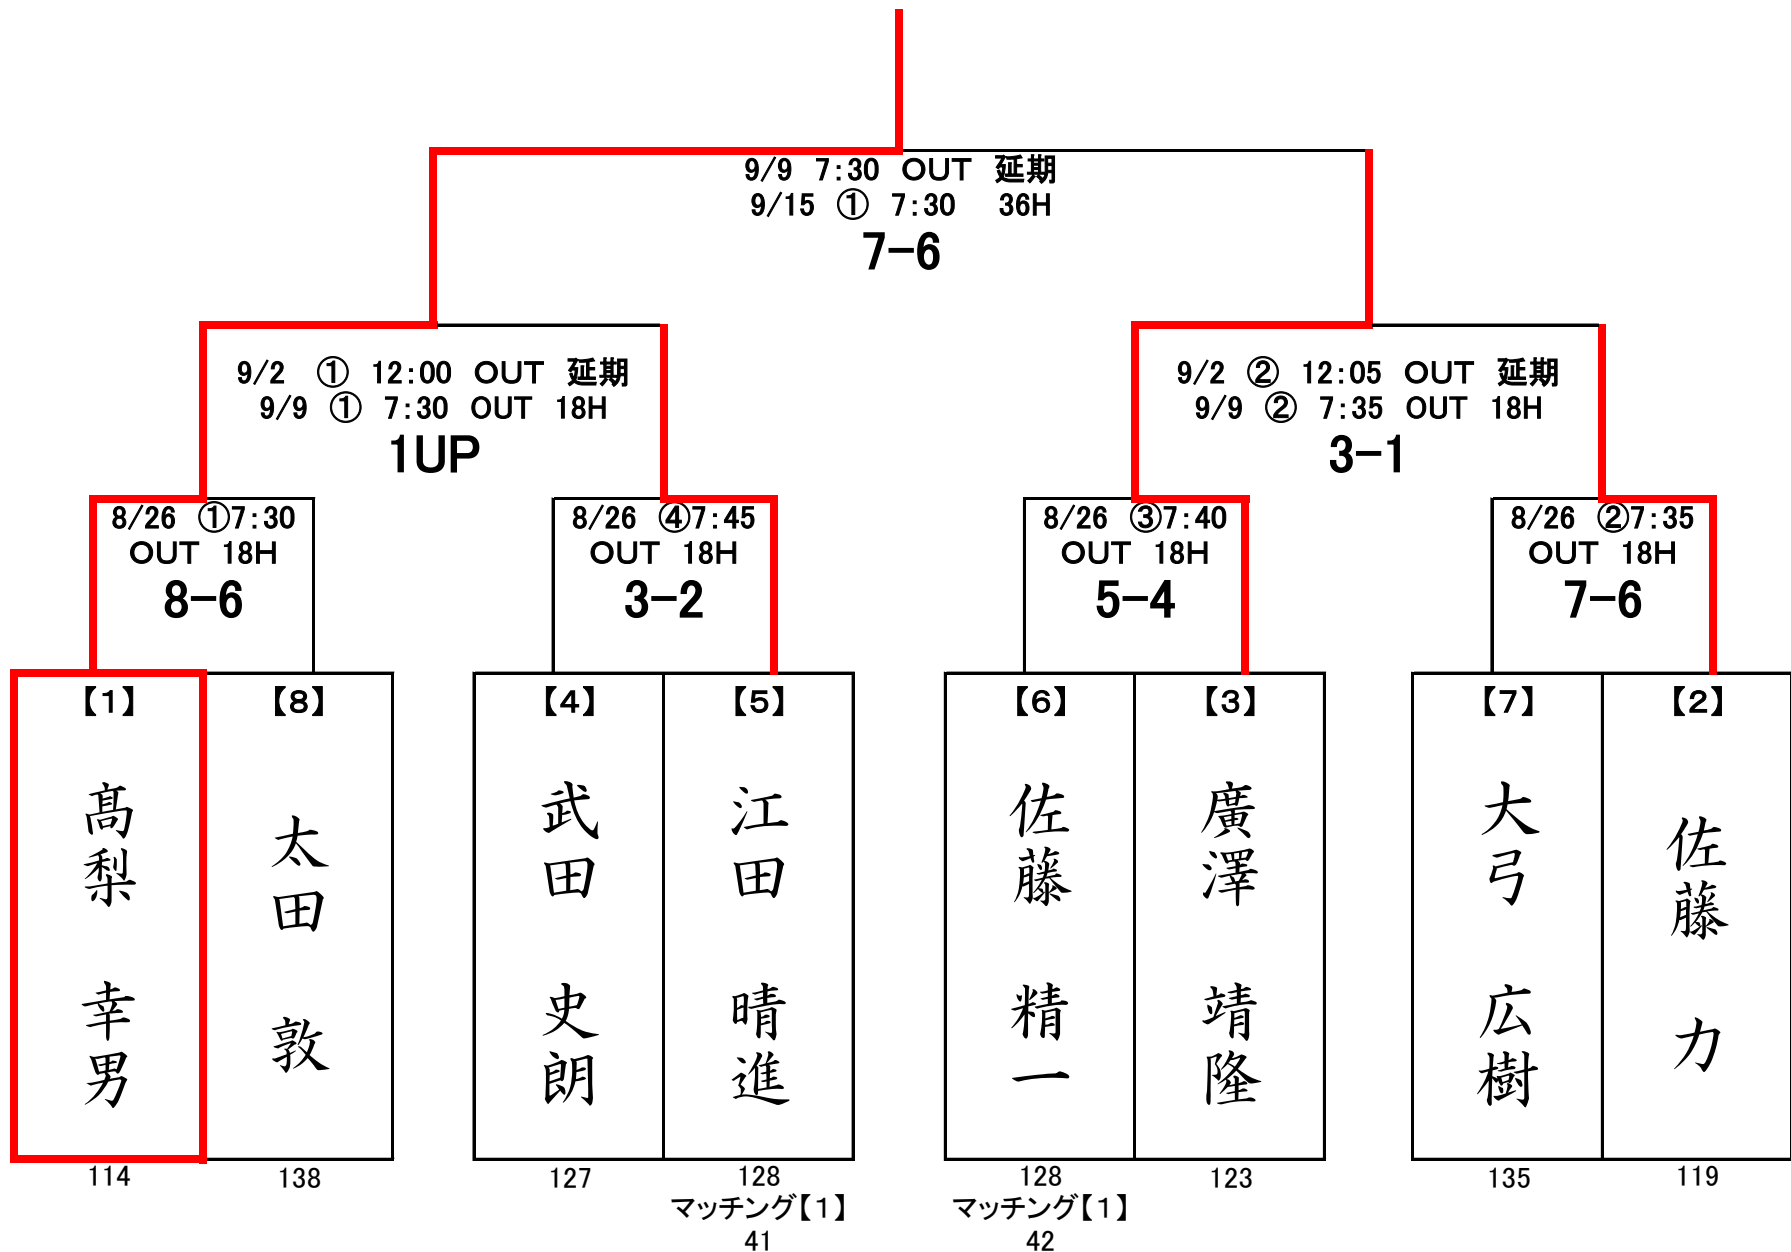 9/9 7:30 OUT 延期
9/15 ① 7:30 36H
7-6
9/2 ① 12:00 OUT 延期
9/9 ① 7:30 OUT 18H
1UP
9/2 ② 12:05 OUT 延期
9/9 ② 7:35 OUT 18H
3-1
8/26 ①7:30
OUT 18H
8-6
8/26 ④7:45
OUT 18H
3-2
8/26 ③7:40
OUT 18H
5-4
8/26 ②7:35
OUT 18H
7-6
【1】
髙梨 幸男
114
【8】
太田 敦
138
【4】
武田 史朗
127
【5】
江田 晴進
128
マッチング【1】
41
【6】
佐藤 精一
128
マッチング【1】
42
【3】
廣澤 靖隆
123
【7】
大弓 広樹
135
【2】
佐藤 力
119